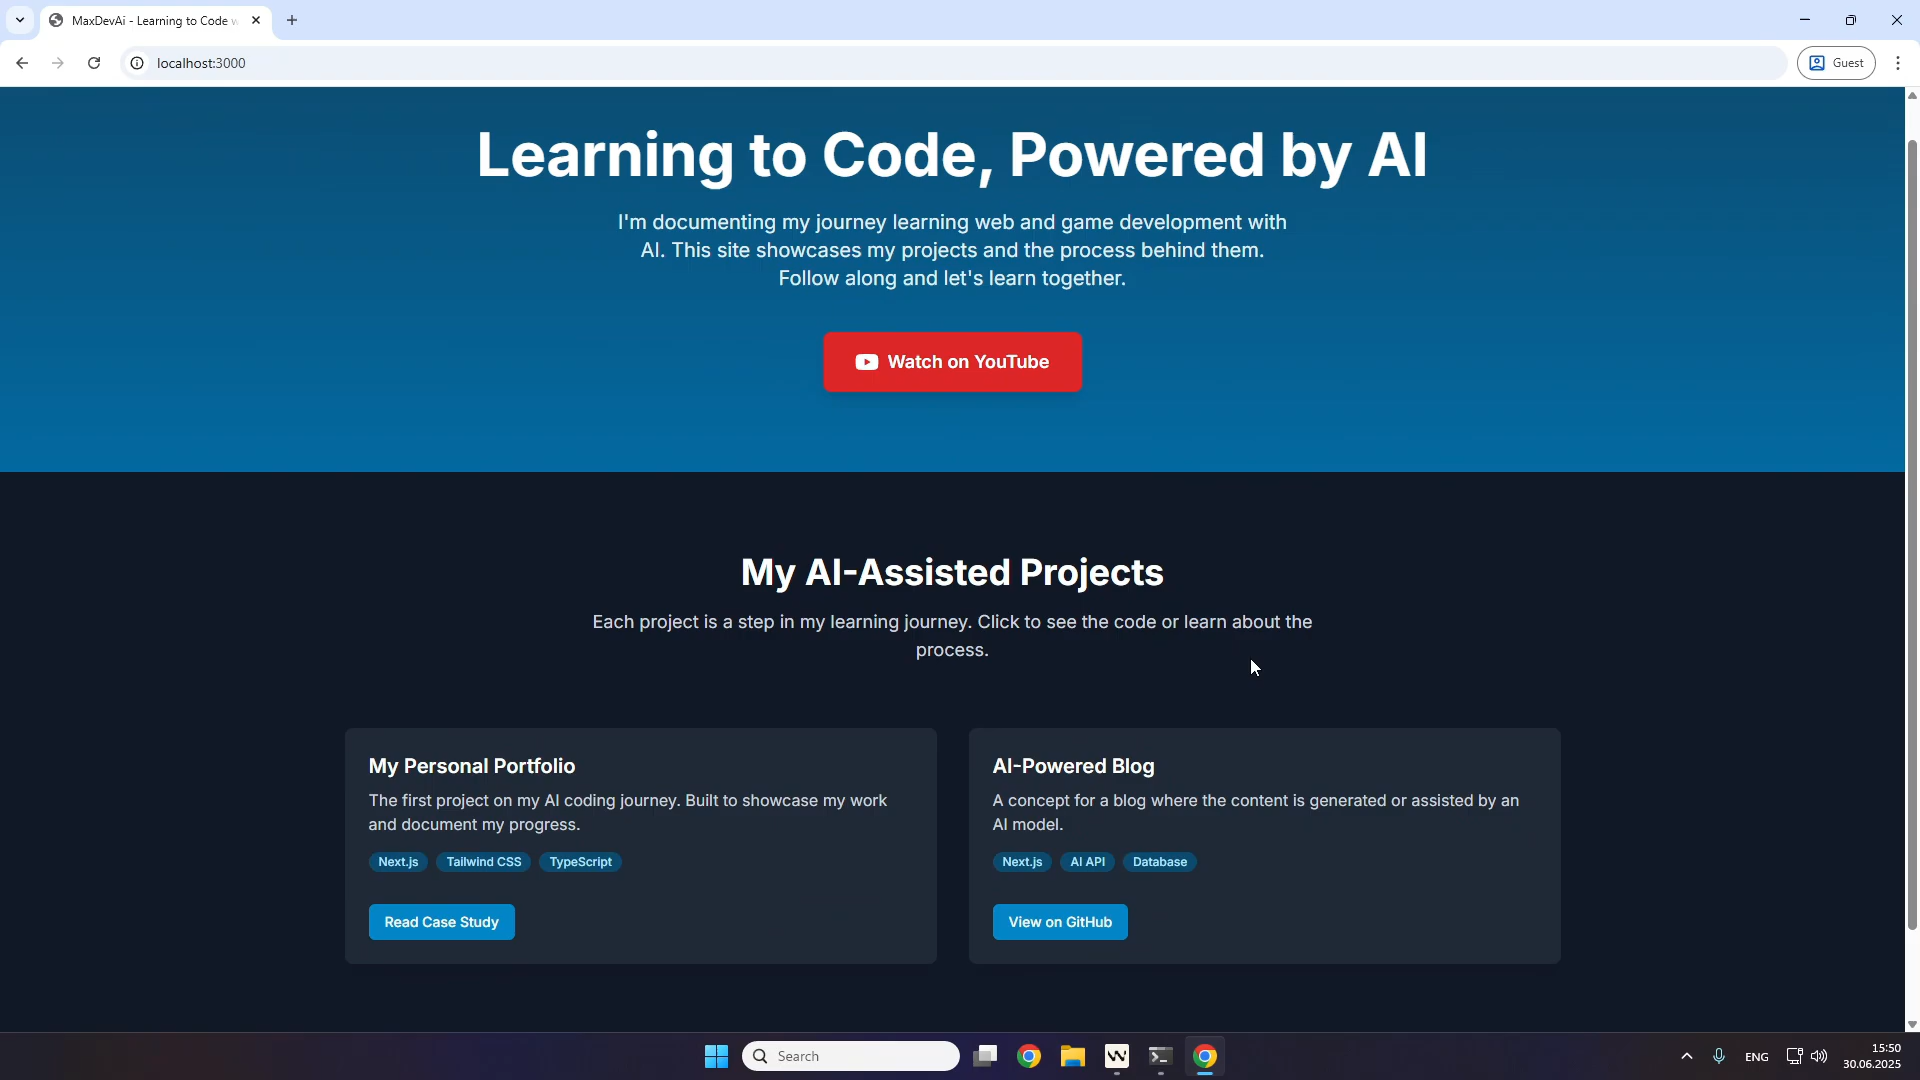 MaxDevAi - Learning to Code w
localhost:3000
Guest
Learning to Code, Powered by AI
I'm documenting my journey learning web and game development with
AI. This site showcases my projects and the process behind them.
Follow along and let's learn together.
Watch on YouTube
My AI-Assisted Projects
Each project is a step in my learning journey. Click to see the code or learn about the
process.
My Personal Portfolio
The first project on my AI coding journey. Built to showcase my work
and document my progress.
Next.js Tailwind CSS TypeScript
Read Case Study
AI-Powered Blog
A concept for a blog where the content is generated or assisted by an
AI model.
Next.js AI API Database
View on GitHub
Search
ENG
15:50
30.06.2025